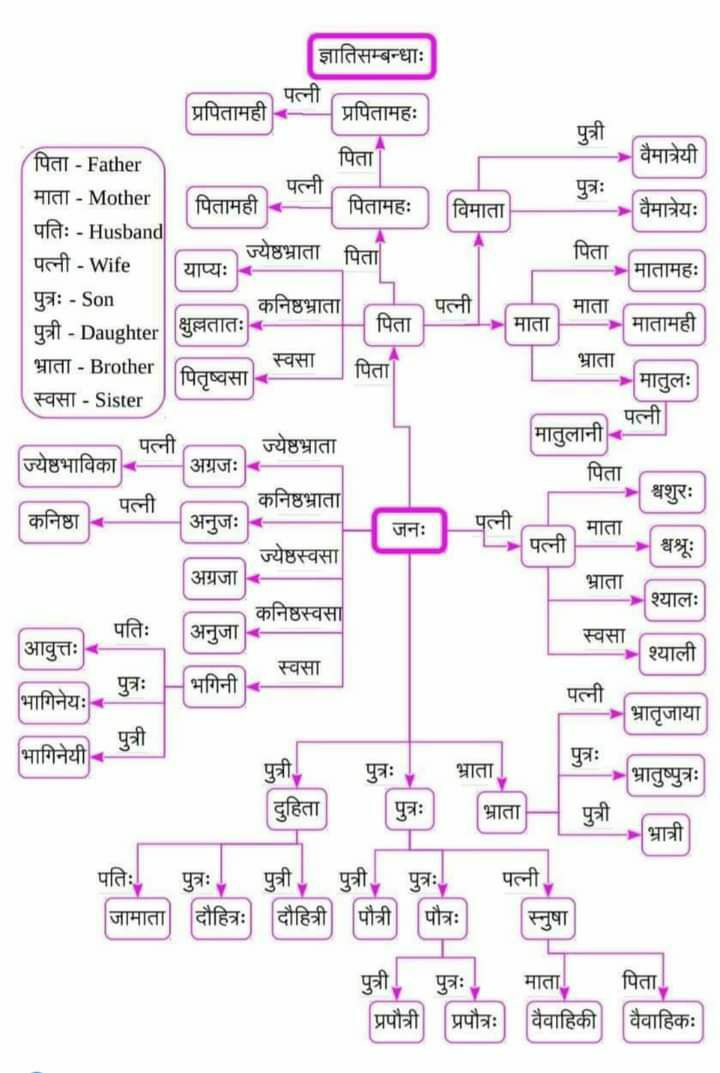 ज्ञातिसम्बन्धाः
प्रपितामही पत्नी प्रपितामहः
पिता
पितामही पत्नी पितामहः
पिता
पिता - Father
माता - Mother
पतिः - Husband
पत्नी - Wife
पुत्रः - Son
पुत्री - Daughter
भ्राता - Brother
स्वसा - Sister
याप्यः ज्येष्ठभ्राता
क्षुल्लतातः कनिष्ठभ्राता
पितृष्वसा स्वसा
पिता पत्नी
पिता
विमाता
पुत्री वैमात्रेयी
पुत्रः वैमात्रेयः
माता
पिता मातामहः
माता मातामही
भ्राता मातुलः
मातुलानी पत्नी
ज्येष्ठभाविका पत्नी अग्रजः ज्येष्ठभ्राता
कनिष्ठा पत्नी अनुजः कनिष्ठभ्राता
अग्रजा ज्येष्ठस्वसा
अनुजा कनिष्ठस्वसा
भगिनी स्वसा
आवुत्तः पतिः
भागिनेयः पुत्रः
भागिनेयी पुत्री
जनः पत्नी पत्नी
पिता श्वशुरः
माता श्वश्रूः
भ्राता श्यालः
स्वसा श्याली
पुत्री पुत्रः भ्राता
दुहिता पुत्रः भ्राता
पत्नी भ्रातृजाया
पुत्रः भ्रातुष्पुत्रः
पुत्री भ्रात्री
पतिः पुत्रः पुत्री पुत्री पुत्रः पत्नी
जामाता दौहित्रः दौहित्री पौत्री पौत्रः स्नुषा
पुत्री पुत्रः माता पिता
प्रपौत्री प्रपौत्रः वैवाहिकी वैवाहिकः